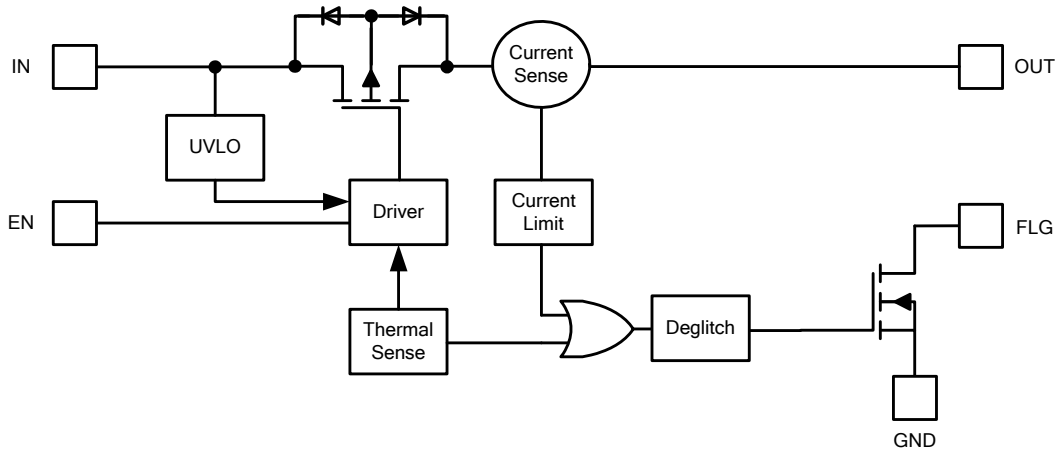 IN
Current
Sense
OUT
UVLO
EN
Driver
Current
Limit
FLG
Thermal
Sense
Deglitch
GND